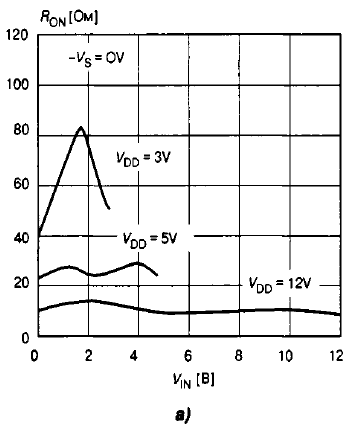 R_ON [Ом]
120
100
80
60
40
20
0
-V_S = 0V
V_DD = 3V
V_DD = 5V
V_DD = 12V
0 2 4 6 8 10 12
V_IN [В]
а)